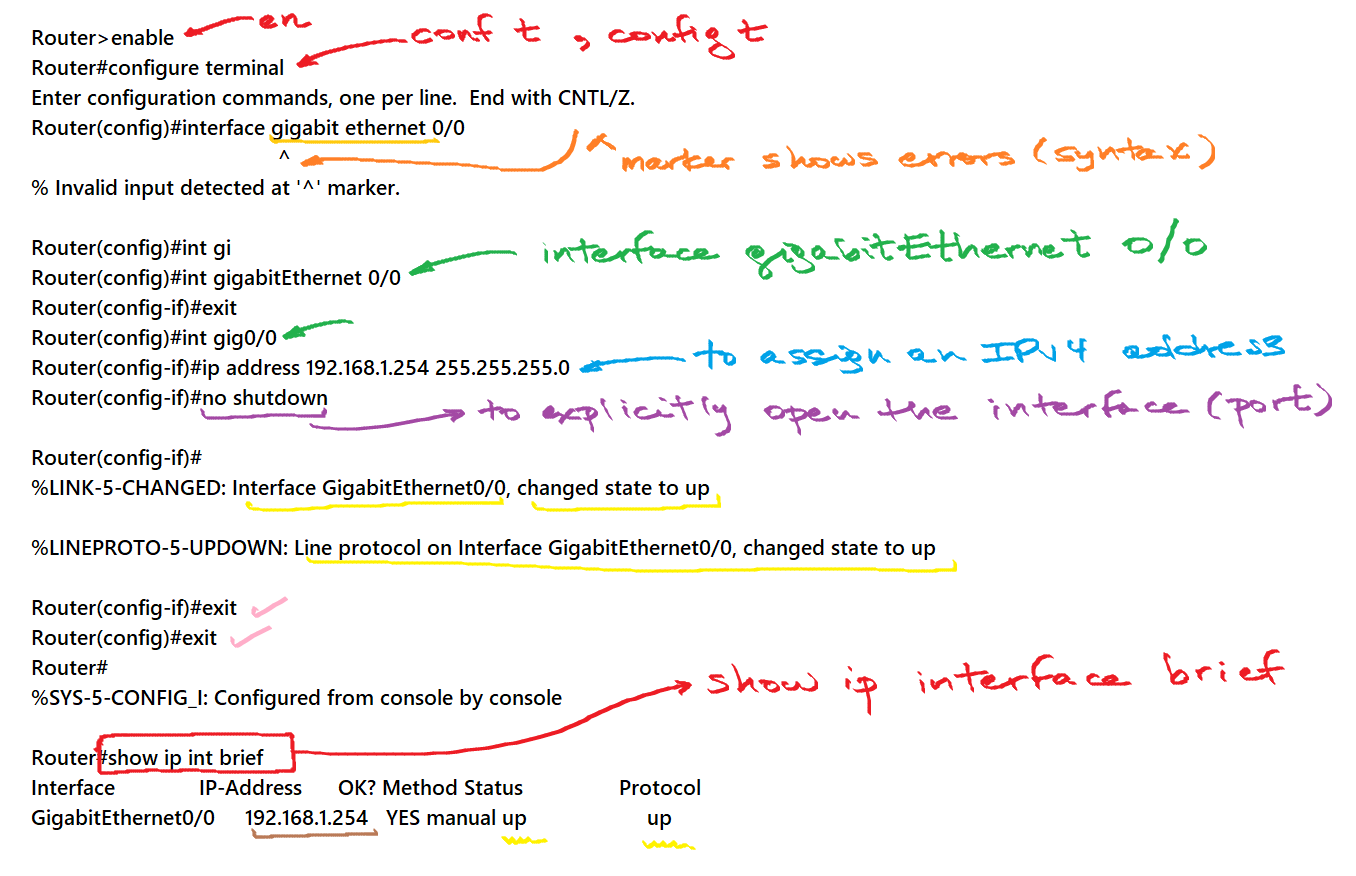 Router>enable en
Router#configure terminal conf t , config t
Enter configuration commands, one per line.  End with CNTL/Z.
Router(config)#interface gigabit ethernet 0/0
^ marker shows errors (syntax)
% Invalid input detected at '^' marker.
Router(config)#int gi
interface gigabitEthernet 0/0
Router(config)#int gigabitEthernet 0/0
Router(config-if)#exit
Router(config)#int gig0/0
Router(config-if)#ip address 192.168.1.254 255.255.255.0 to assign an IPv4 address
Router(config-if)#no shutdown to explicitly open the interface (port)
Router(config-if)#
%LINK-5-CHANGED: Interface GigabitEthernet0/0, changed state to up
%LINEPROTO-5-UPDOWN: Line protocol on Interface GigabitEthernet0/0, changed state to up
Router(config-if)#exit
Router(config)#exit
Router#
show ip interface brief
%SYS-5-CONFIG_I: Configured from console by console
Router#show ip int brief
Interface IP-Address OK? Method Status Protocol
GigabitEthernet0/0 192.168.1.254 YES manual up up